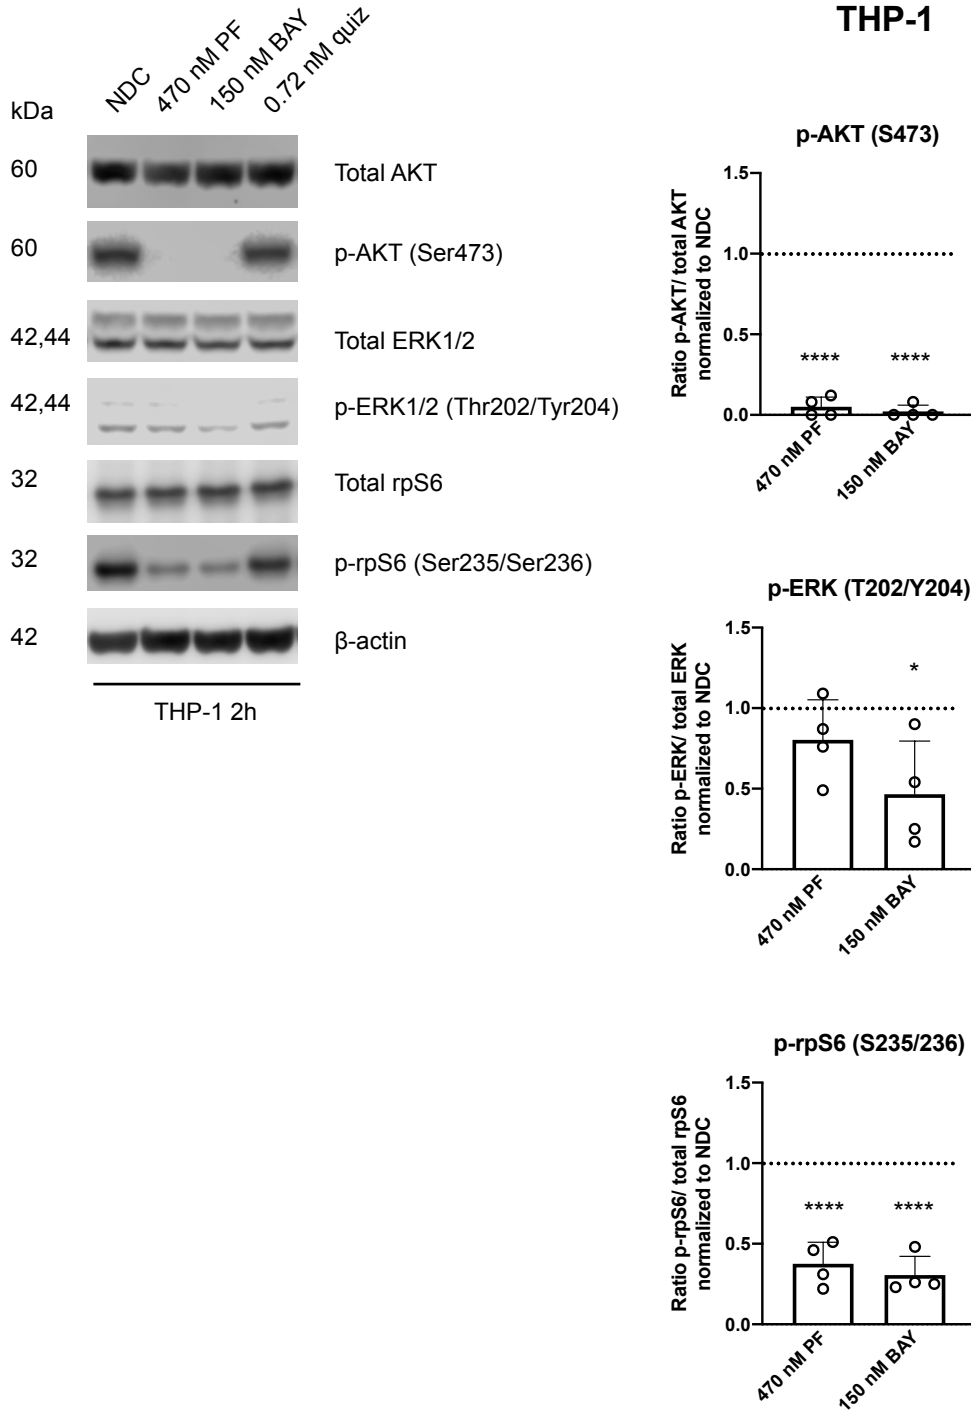 THP-1
kDa
NDC
470 nM PF
150 nM BAY
0.72 nM quiz
60
Total AKT
60
p-AKT (Ser473)
42,44
Total ERK1/2
42,44
p-ERK1/2 (Thr202/Tyr204)
32
Total rpS6
32
p-rpS6 (Ser235/Ser236)
42
β-actin
THP-1 2h
p-AKT (S473)
Ratio p-AKT/ total AKT
normalized to NDC
1.5
1.0
0.5
0.0
****
****
470 nM PF
150 nM BAY
p-ERK (T202/Y204)
Ratio p-ERK/ total ERK
normalized to NDC
1.5
1.0
0.5
0.0
*
470 nM PF
150 nM BAY
p-rpS6 (S235/236)
Ratio p-rpS6/ total rpS6
normalized to NDC
1.5
1.0
0.5
0.0
****
****
470 nM PF
150 nM BAY